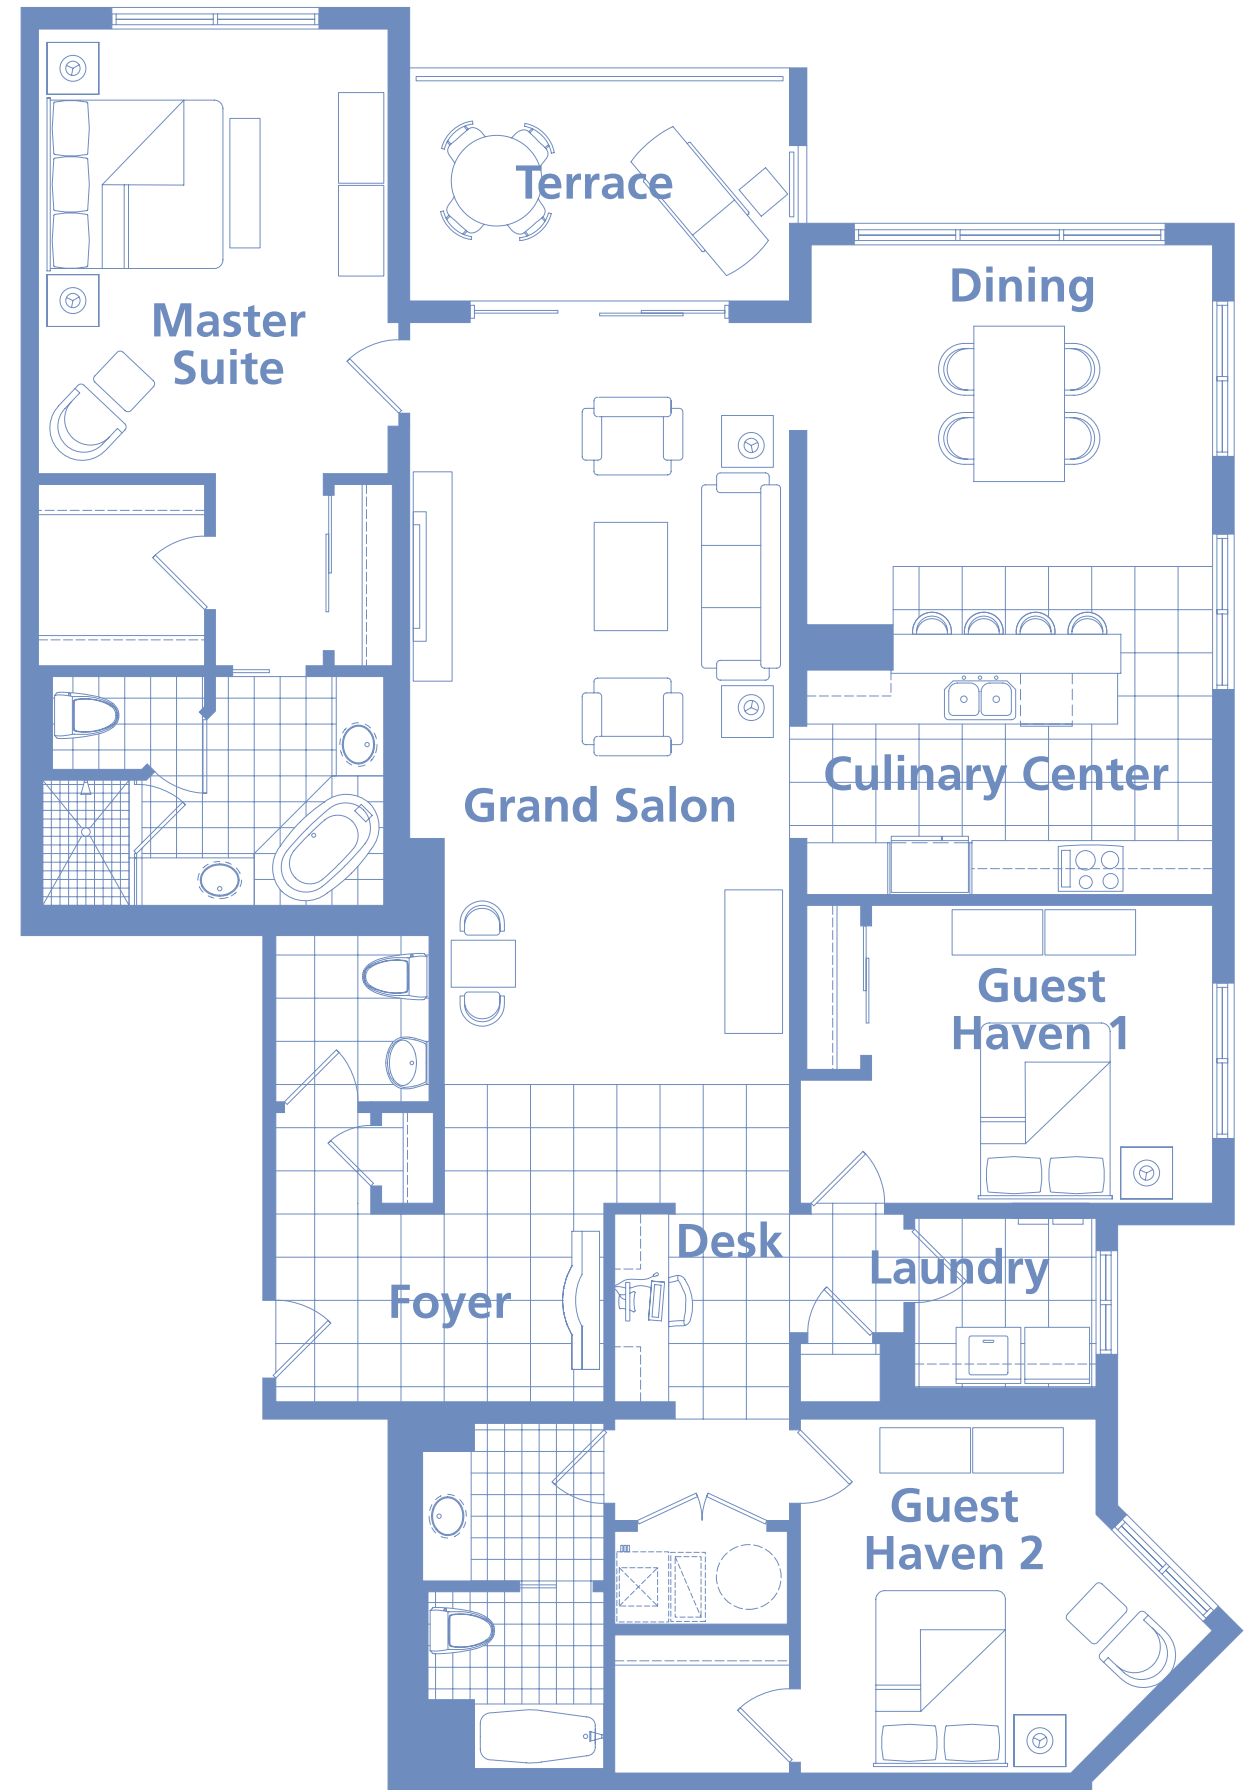 Terrace
Dining
Master
Suite
Culinary Center
Grand Salon
Guest
Haven 1
Desk
Laundry
Foyer
Guest
Haven 2